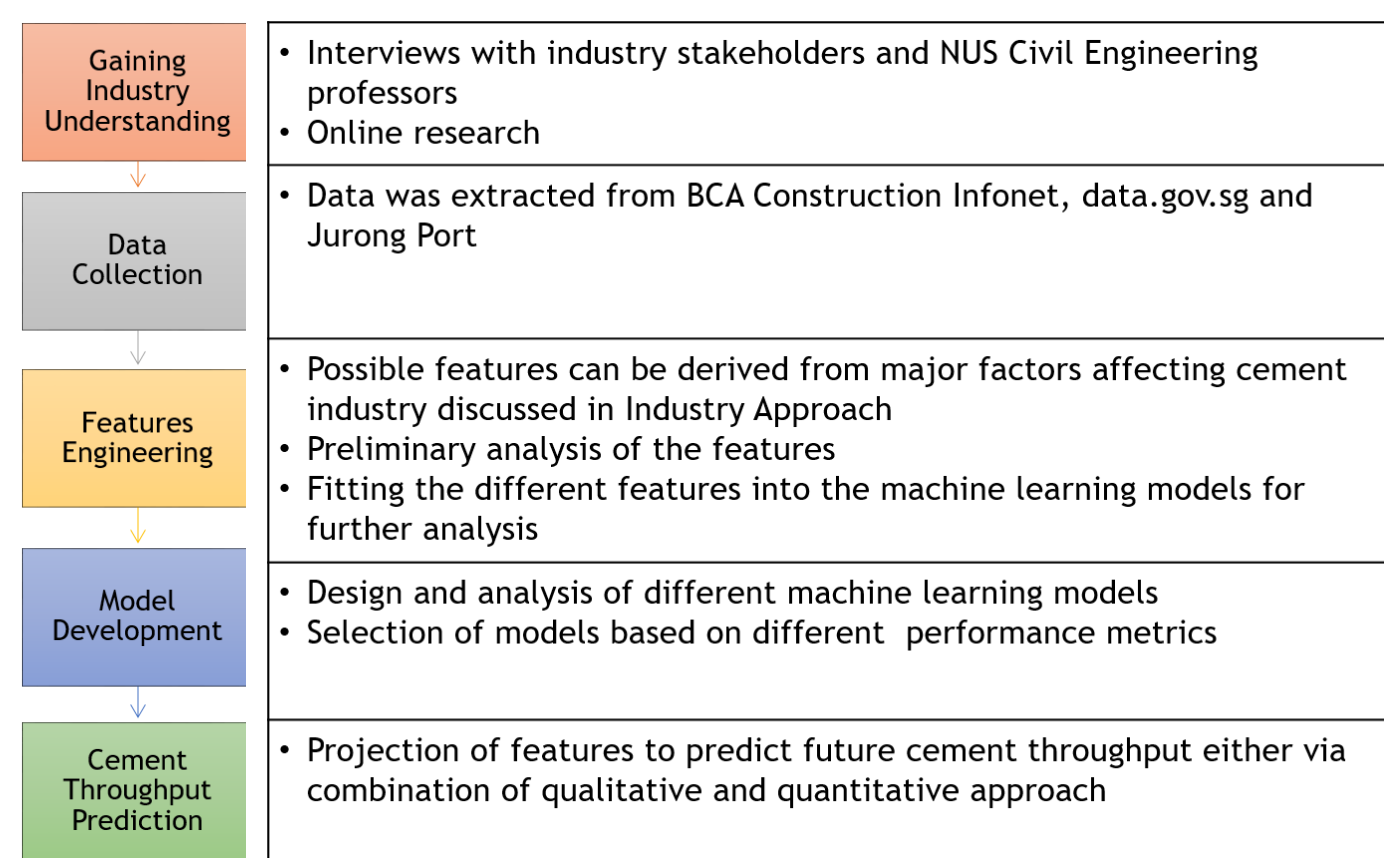 Gaining
Industry
Understanding
• Interviews with industry stakeholders and NUS Civil Engineering
professors
• Online research
Data
Collection
• Data was extracted from BCA Construction Infonet, data.gov.sg and
Jurong Port
Features
Engineering
• Possible features can be derived from major factors affecting cement
industry discussed in Industry Approach
• Preliminary analysis of the features
• Fitting the different features into the machine learning models for
further analysis
Model
Development
• Design and analysis of different machine learning models
• Selection of models based on different  performance metrics
Cement
Throughput
Prediction
• Projection of features to predict future cement throughput either via
combination of qualitative and quantitative approach